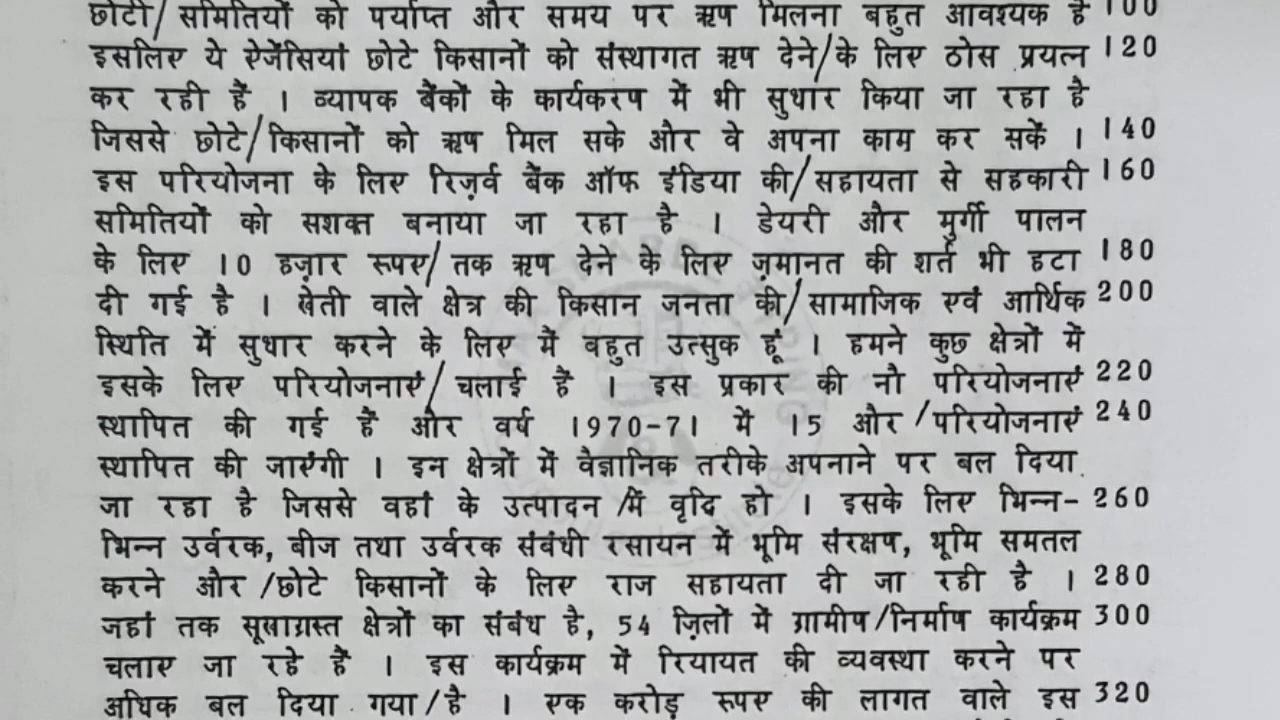 छोटी/ समितियों को पर्याप्त और समय पर ऋण मिलना बहुत आवश्यक है 100
इसलिए ये ऐजेंसियां छोटे किसानों को संस्थागत ऋण देने/के लिए ठोस प्रयत्न 120
कर रही हैं । व्यापक बैंकों के कार्यकरण में भी सुधार किया जा रहा है
जिससे छोटे/किसानों को ऋण मिल सके और वे अपना काम कर सकें । 140
इस परियोजना के लिए रिज़र्व बैंक ऑफ इंडिया की/सहायता से सहकारी 160
समितियों को सशक्त बनाया जा रहा है । डेयरी और मुर्गी पालन
के लिए 10 हज़ार रूपए/तक ऋण देने के लिए ज़मानत की शर्त भी हटा 180
दी गई है । खेती वाले क्षेत्र की किसान जनता की/सामाजिक एवं आर्थिक 200
स्थिति में सुधार करने के लिए मैं बहुत उत्सुक हूं । हमने कुछ क्षेत्रों में
इसके लिए परियोजनाएं/चलाई हैं । इस प्रकार की नौ परियोजनाएं 220
स्थापित की गई हैं और वर्ष 1970-71 में 15 और /परियोजनाएं 240
स्थापित की जाएंगी । इन क्षेत्रों में वैज्ञानिक तरीके अपनाने पर बल दिया
जा रहा है जिससे वहां के उत्पादन /में वृद्धि हो । इसके लिए भिन्न- 260
भिन्न उर्वरक, बीज तथा उर्वरक संबंधी रसायन में भूमि संरक्षण, भूमि समतल
करने और /छोटे किसानों के लिए राज सहायता दी जा रही है । 280
जहां तक सूखाग्रस्त क्षेत्रों का संबंध है, 54 ज़िलों में ग्रामीण/निर्माण कार्यक्रम 300
चलाए जा रहे हैं । इस कार्यक्रम में रियायत की व्यवस्था करने पर
अधिक बल दिया गया/है । एक करोड़ रूपए की लागत वाले इस 320